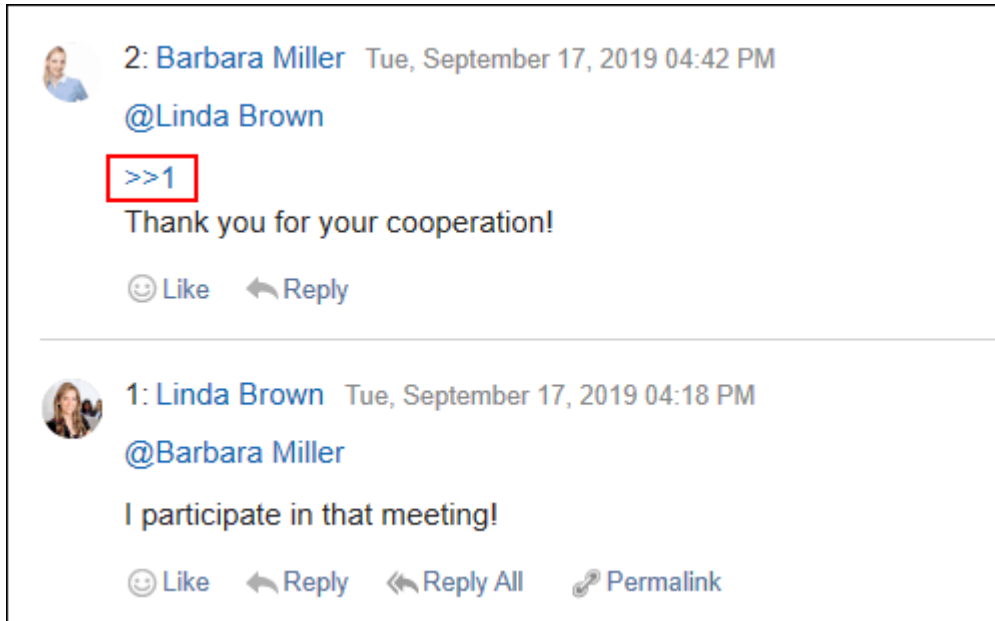 2: Barbara Miller Tue, September 17, 2019 04:42 PM
@Linda Brown
>>1
Thank you for your cooperation!
Like Reply
1: Linda Brown Tue, September 17, 2019 04:18 PM
@Barbara Miller
I participate in that meeting!
Like Reply Reply All Permalink